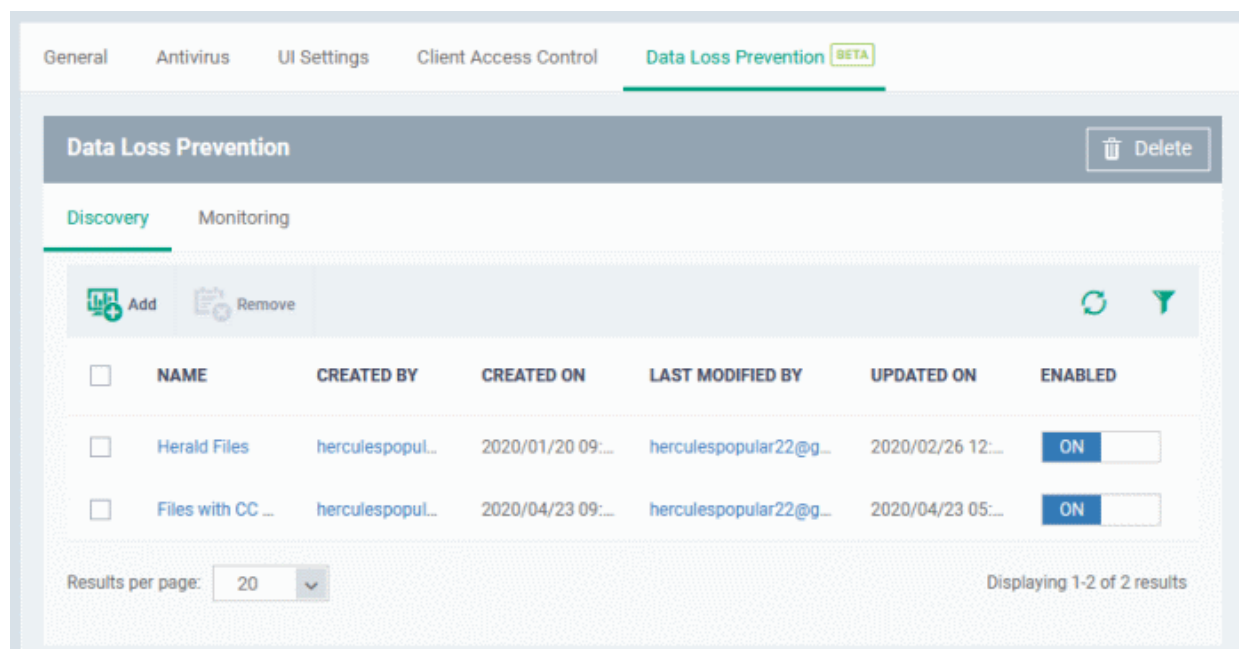 General Antivirus UI Settings Client Access Control Data Loss Prevention BETA
Data Loss Prevention Delete
Discovery Monitoring
Add Remove
NAME CREATED BY CREATED ON LAST MODIFIED BY UPDATED ON ENABLED
Herald Files herculespopul... 2020/01/20 09:... herculespopular22@g... 2020/02/26 12:... ON
Files with CC ... herculespopul... 2020/04/23 09:... herculespopular22@g... 2020/04/23 05:... ON
Results per page: 20 Displaying 1-2 of 2 results